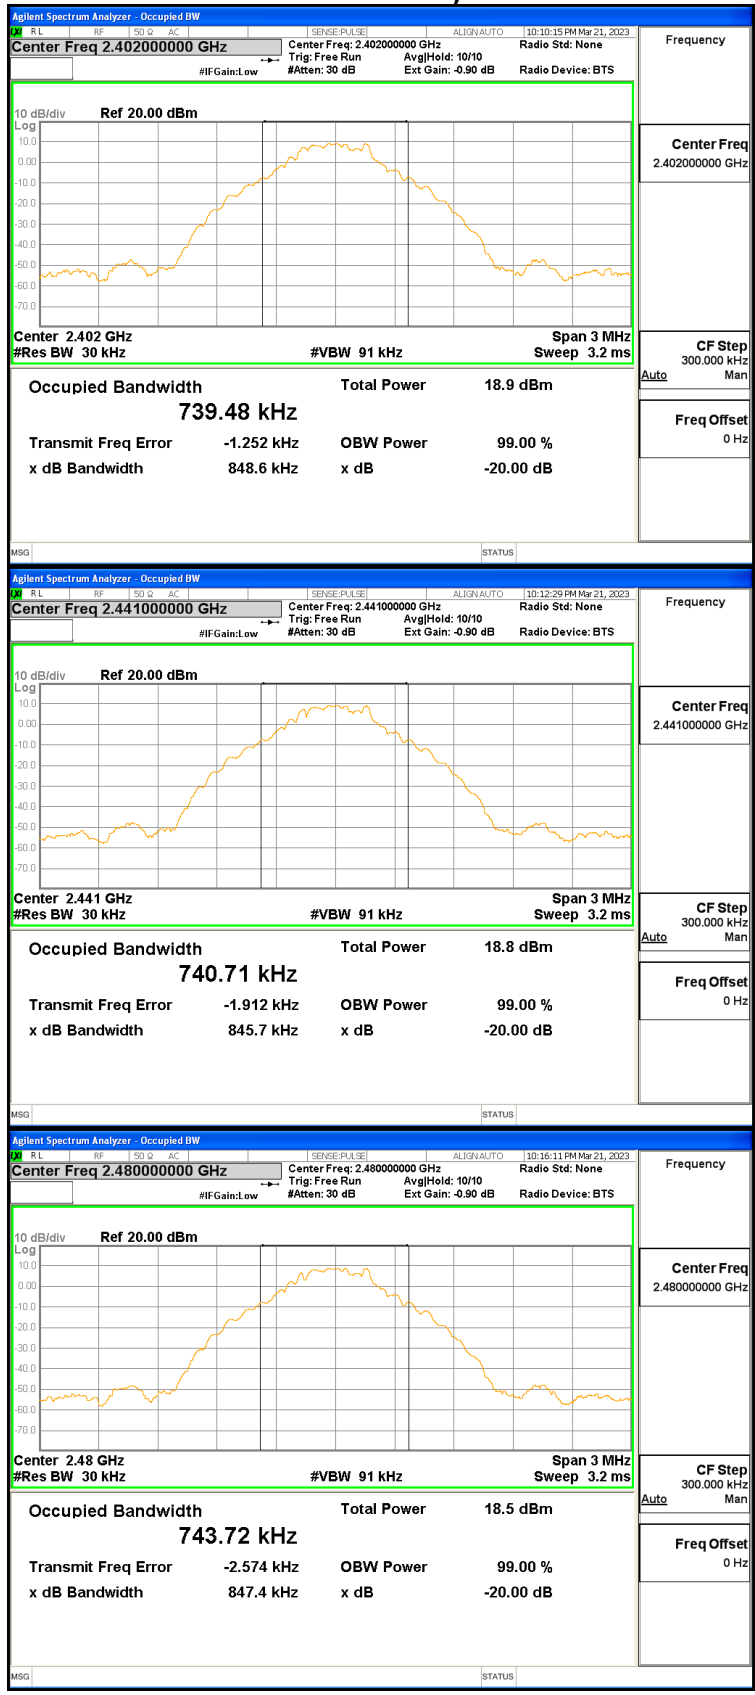 Agilent Spectrum Analyzer - Occupied BW
LXI RL RF 50 Ω AC SENSE:PULSE ALIGNAUTO 10:10:15 PM Mar 21, 2023
Center Freq 2.402000000 GHz
Center Freq: 2.402000000 GHz Radio Std: None
Trig: Free Run Avg|Hold: 10/10
#IFGain:Low #Atten: 30 dB Ext Gain: -0.90 dB Radio Device: BTS
Frequency
10 dB/div Ref 20.00 dBm
Log
10.0
0.00
-10.0
-20.0
-30.0
-40.0
-50.0
-60.0
-70.0
Center Freq
2.402000000 GHz
Center 2.402 GHz Span 3 MHz
#Res BW 30 kHz #VBW 91 kHz Sweep 3.2 ms
CF Step
300.000 kHz
Auto Man
Occupied Bandwidth Total Power 18.9 dBm
739.48 kHz
Transmit Freq Error -1.252 kHz OBW Power 99.00 %
x dB Bandwidth 848.6 kHz x dB -20.00 dB
Freq Offset
0 Hz
MSG STATUS
Agilent Spectrum Analyzer - Occupied BW
LXI RL RF 50 Ω AC SENSE:PULSE ALIGNAUTO 10:12:29 PM Mar 21, 2023
Center Freq 2.441000000 GHz
Center Freq: 2.441000000 GHz Radio Std: None
Trig: Free Run Avg|Hold: 10/10
#IFGain:Low #Atten: 30 dB Ext Gain: -0.90 dB Radio Device: BTS
Frequency
10 dB/div Ref 20.00 dBm
Log
10.0
0.00
-10.0
-20.0
-30.0
-40.0
-50.0
-60.0
-70.0
Center Freq
2.441000000 GHz
Center 2.441 GHz Span 3 MHz
#Res BW 30 kHz #VBW 91 kHz Sweep 3.2 ms
CF Step
300.000 kHz
Auto Man
Occupied Bandwidth Total Power 18.8 dBm
740.71 kHz
Transmit Freq Error -1.912 kHz OBW Power 99.00 %
x dB Bandwidth 845.7 kHz x dB -20.00 dB
Freq Offset
0 Hz
MSG STATUS
Agilent Spectrum Analyzer - Occupied BW
LXI RL RF 50 Ω AC SENSE:PULSE ALIGNAUTO 10:16:11 PM Mar 21, 2023
Center Freq 2.480000000 GHz
Center Freq: 2.480000000 GHz Radio Std: None
Trig: Free Run Avg|Hold: 10/10
#IFGain:Low #Atten: 30 dB Ext Gain: -0.90 dB Radio Device: BTS
Frequency
10 dB/div Ref 20.00 dBm
Log
10.0
0.00
-10.0
-20.0
-30.0
-40.0
-50.0
-60.0
-70.0
Center Freq
2.480000000 GHz
Center 2.48 GHz Span 3 MHz
#Res BW 30 kHz #VBW 91 kHz Sweep 3.2 ms
CF Step
300.000 kHz
Auto Man
Occupied Bandwidth Total Power 18.5 dBm
743.72 kHz
Transmit Freq Error -2.574 kHz OBW Power 99.00 %
x dB Bandwidth 847.4 kHz x dB -20.00 dB
Freq Offset
0 Hz
MSG STATUS